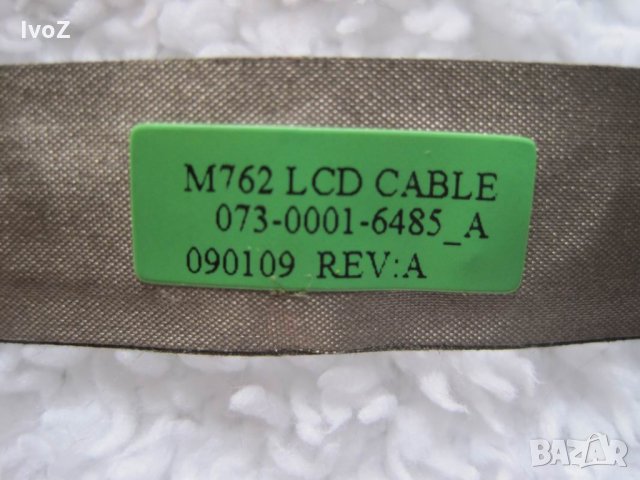 IvoZ
M762 LCD CABLE
073-0001-6485_A
090109 REV:A
BAZAR